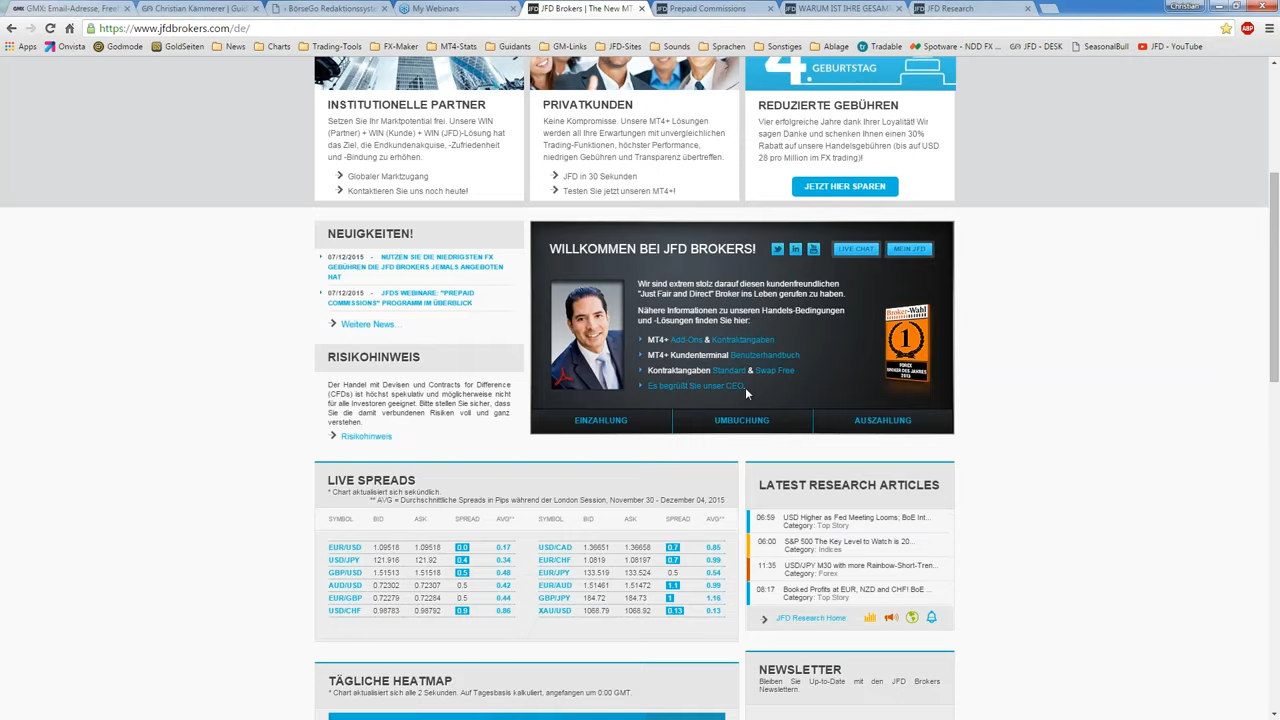 GMX: Email-Adresse, FreeM
Christian Kämmerer | Guid
BörseGo Redaktionssyste
My Webinars
JFD Brokers | The New MT
Prepaid Commissions
WARUM IST IHRE GESAM
JFD Research
Christian
https://www.jfdbrokers.com/de/
Apps
Onvista
Godmode
GoldSeiten
News
Charts
Trading-Tools
FX-Maker
MT4-Stats
Guidants
GM-Links
JFD-Sites
Sounds
Sprachen
Sonstiges
Ablage
Tradable
Spotware - NDD FX ...
JFD - DESK
SeasonalBull
JFD - YouTube
INSTITUTIONELLE PARTNER
Setzen Sie Ihr Marktpotential frei. Unsere WIN
(Partner) + WIN (Kunde) + WIN (JFD)-Lösung hat
das Ziel, die Endkundenakquise, -Zufriedenheit
und -Bindung zu erhöhen.
Globaler Marktzugang
Kontaktieren Sie uns noch heute!
PRIVATKUNDEN
Keine Kompromisse. Unsere MT4+ Lösungen
werden all Ihre Erwartungen mit unvergleichlichen
Trading-Funktionen, höchster Performance,
niedrigen Gebühren und Transparenz übertreffen.
JFD in 30 Sekunden
Testen Sie jetzt unseren MT4+!
4. GEBURTSTAG
REDUZIERTE GEBÜHREN
Vier erfolgreiche Jahre dank Ihrer Loyalität! Wir
sagen Danke und schenken Ihnen einen 30%
Rabatt auf unsere Handelsgebühren (bis auf USD
28 pro Million im FX trading)!
JETZT HIER SPAREN
NEUIGKEITEN!
07/12/2015 - NUTZEN SIE DIE NIEDRIGSTEN FX
GEBÜHREN DIE JFD BROKERS JEMALS ANGEBOTEN
HAT
07/12/2015 - JFDS WEBINARE: "PREPAID
COMMISSIONS" PROGRAMM IM ÜBERBLICK
Weitere News...
RISIKOHINWEIS
Der Handel mit Devisen und Contracts for Difference
(CFDs) ist höchst spekulativ und möglicherweise nicht
für alle Investoren geeignet. Bitte stellen Sie sicher, dass
Sie die damit verbundenen Risiken voll und ganz
verstehen.
Risikohinweis
WILLKOMMEN BEI JFD BROKERS!
LIVE CHAT
MEIN JFD
Wir sind extrem stolz darauf diesen kundenfreundlichen
"Just Fair and Direct" Broker ins Leben gerufen zu haben.
Nähere Informationen zu unseren Handels-Bedingungen
und -Lösungen finden Sie hier:
MT4+ Add-Ons & Kontraktangaben
MT4+ Kundenterminal Benutzerhandbuch
Kontraktangaben Standard & Swap Free
Es begrüßt Sie unser CEO.
Broker-Wahl
1
FOREX
BROKER DES JAHRES
2013
EINZAHLUNG
UMBUCHUNG
AUSZAHLUNG
LIVE SPREADS
* Chart aktualisiert sich sekündlich.
** AVG = Durchschnittliche Spreads in Pips während der London Session, November 30 - Dezember 04, 2015
SYMBOL BID ASK SPREAD AVG** SYMBOL BID ASK SPREAD AVG**
EUR/USD 1.09518 1.09518 0.0 0.17 USD/CAD 1.36651 1.36658 0.7 0.85
USD/JPY 121.916 121.92 0.4 0.34 EUR/CHF 1.0819 1.08197 0.7 0.99
GBP/USD 1.51513 1.51518 0.5 0.48 EUR/JPY 133.519 133.524 0.5 0.54
AUD/USD 0.72302 0.72307 0.5 0.42 EUR/AUD 1.51461 1.51472 1.1 0.99
EUR/GBP 0.72279 0.72284 0.5 0.44 GBP/JPY 184.72 184.73 1 1.16
USD/CHF 0.98783 0.98792 0.9 0.86 XAU/USD 1068.79 1068.92 0.13 0.13
LATEST RESEARCH ARTICLES
06:59 USD Higher as Fed Meeting Looms; BoE Int...
Category: Top Story
06:00 S&P 500 The Key Level to Watch is 20...
Category: Indices
11:35 USD/JPY M30 with more Rainbow-Short-Tren...
Category: Forex
08:17 Booked Profits at EUR, NZD and CHF! BoE ...
Category: Top Story
JFD Research Home
TÄGLICHE HEATMAP
* Chart aktualisiert sich alle 2 Sekunden. Auf Tagesbasis kalkuliert, angefangen um 0:00 GMT.
NEWSLETTER
Bleiben Sie Up-to-Date mit den JFD Brokers
Newslettern.